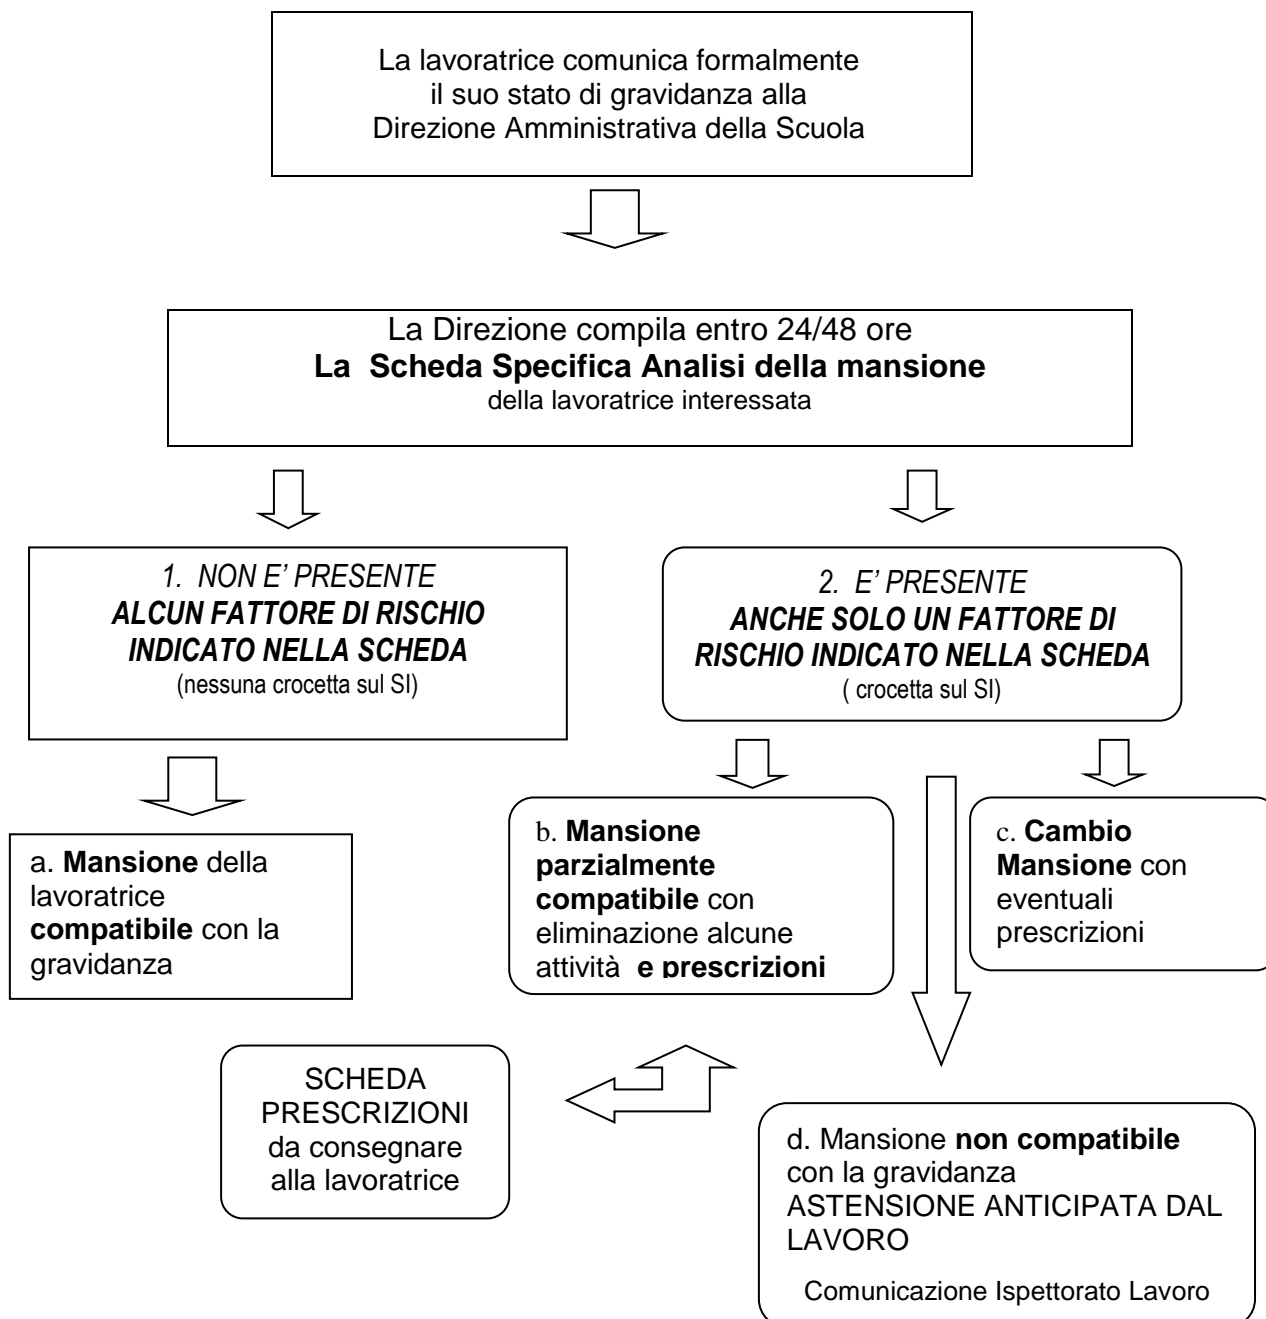 La lavoratrice comunica formalmente
il suo stato di gravidanza alla
Direzione Amministrativa della Scuola
La Direzione compila entro 24/48 ore
La Scheda Specifica Analisi della mansione
della lavoratrice interessata
1. NON E' PRESENTE
ALCUN FATTORE DI RISCHIO
INDICATO NELLA SCHEDA
(nessuna crocetta sul SI)
2. E' PRESENTE
ANCHE SOLO UN FATTORE DI
RISCHIO INDICATO NELLA SCHEDA
( crocetta sul SI)
a. Mansione della
lavoratrice
compatibile con la
gravidanza
b. Mansione
parzialmente
compatibile con
eliminazione alcune
attività e prescrizioni
c. Cambio
Mansione con
eventuali
prescrizioni
SCHEDA
PRESCRIZIONI
da consegnare
alla lavoratrice
d. Mansione non compatibile
con la gravidanza
ASTENSIONE ANTICIPATA DAL
LAVORO
Comunicazione Ispettorato Lavoro